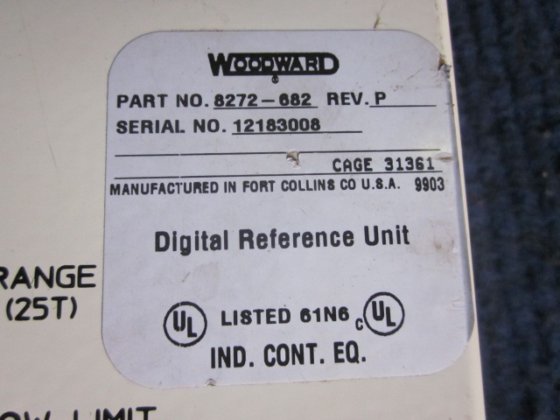 WOODWARD
®
PART NO. 8272-682 REV. P
SERIAL NO. 12183008
CAGE 31361
MANUFACTURED IN FORT COLLINS CO U.S.A. 9903
Digital Reference Unit
RANGE
(25T)
UL LISTED 61N6 c UL
IND. CONT. EQ.
LIMIT